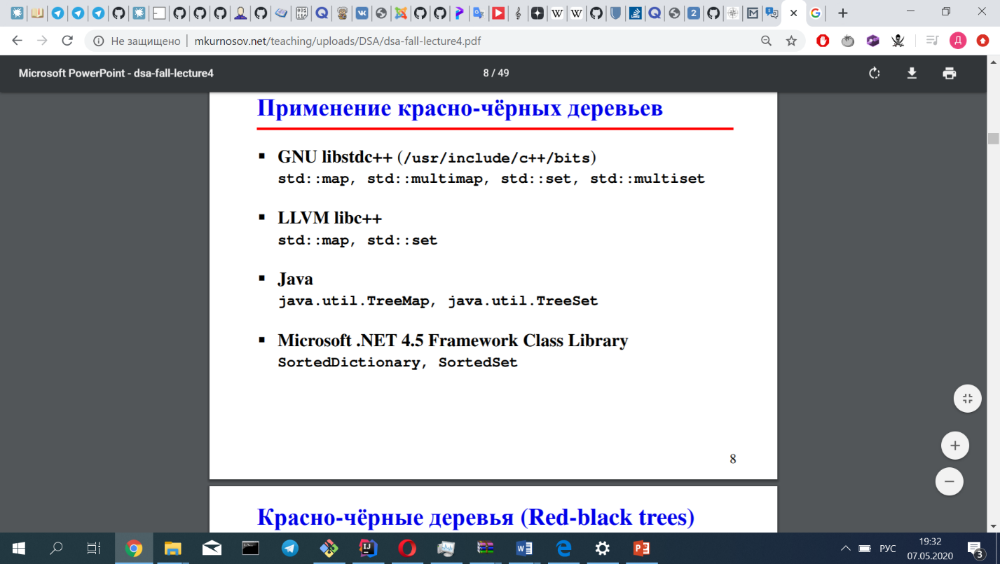 Не защищено | mkurnosov.net/teaching/uploads/DSA/dsa-fall-lecture4.pdf
Microsoft PowerPoint - dsa-fall-lecture4
8 / 49
Применение красно-чёрных деревьев
▪ GNU libstdc++ (/usr/include/c++/bits)
std::map, std::multimap, std::set, std::multiset
▪ LLVM libc++
std::map, std::set
▪ Java
java.util.TreeMap, java.util.TreeSet
▪ Microsoft .NET 4.5 Framework Class Library
SortedDictionary, SortedSet
8
Красно-чёрные деревья (Red-black trees)
РУС
19:32
07.05.2020
3